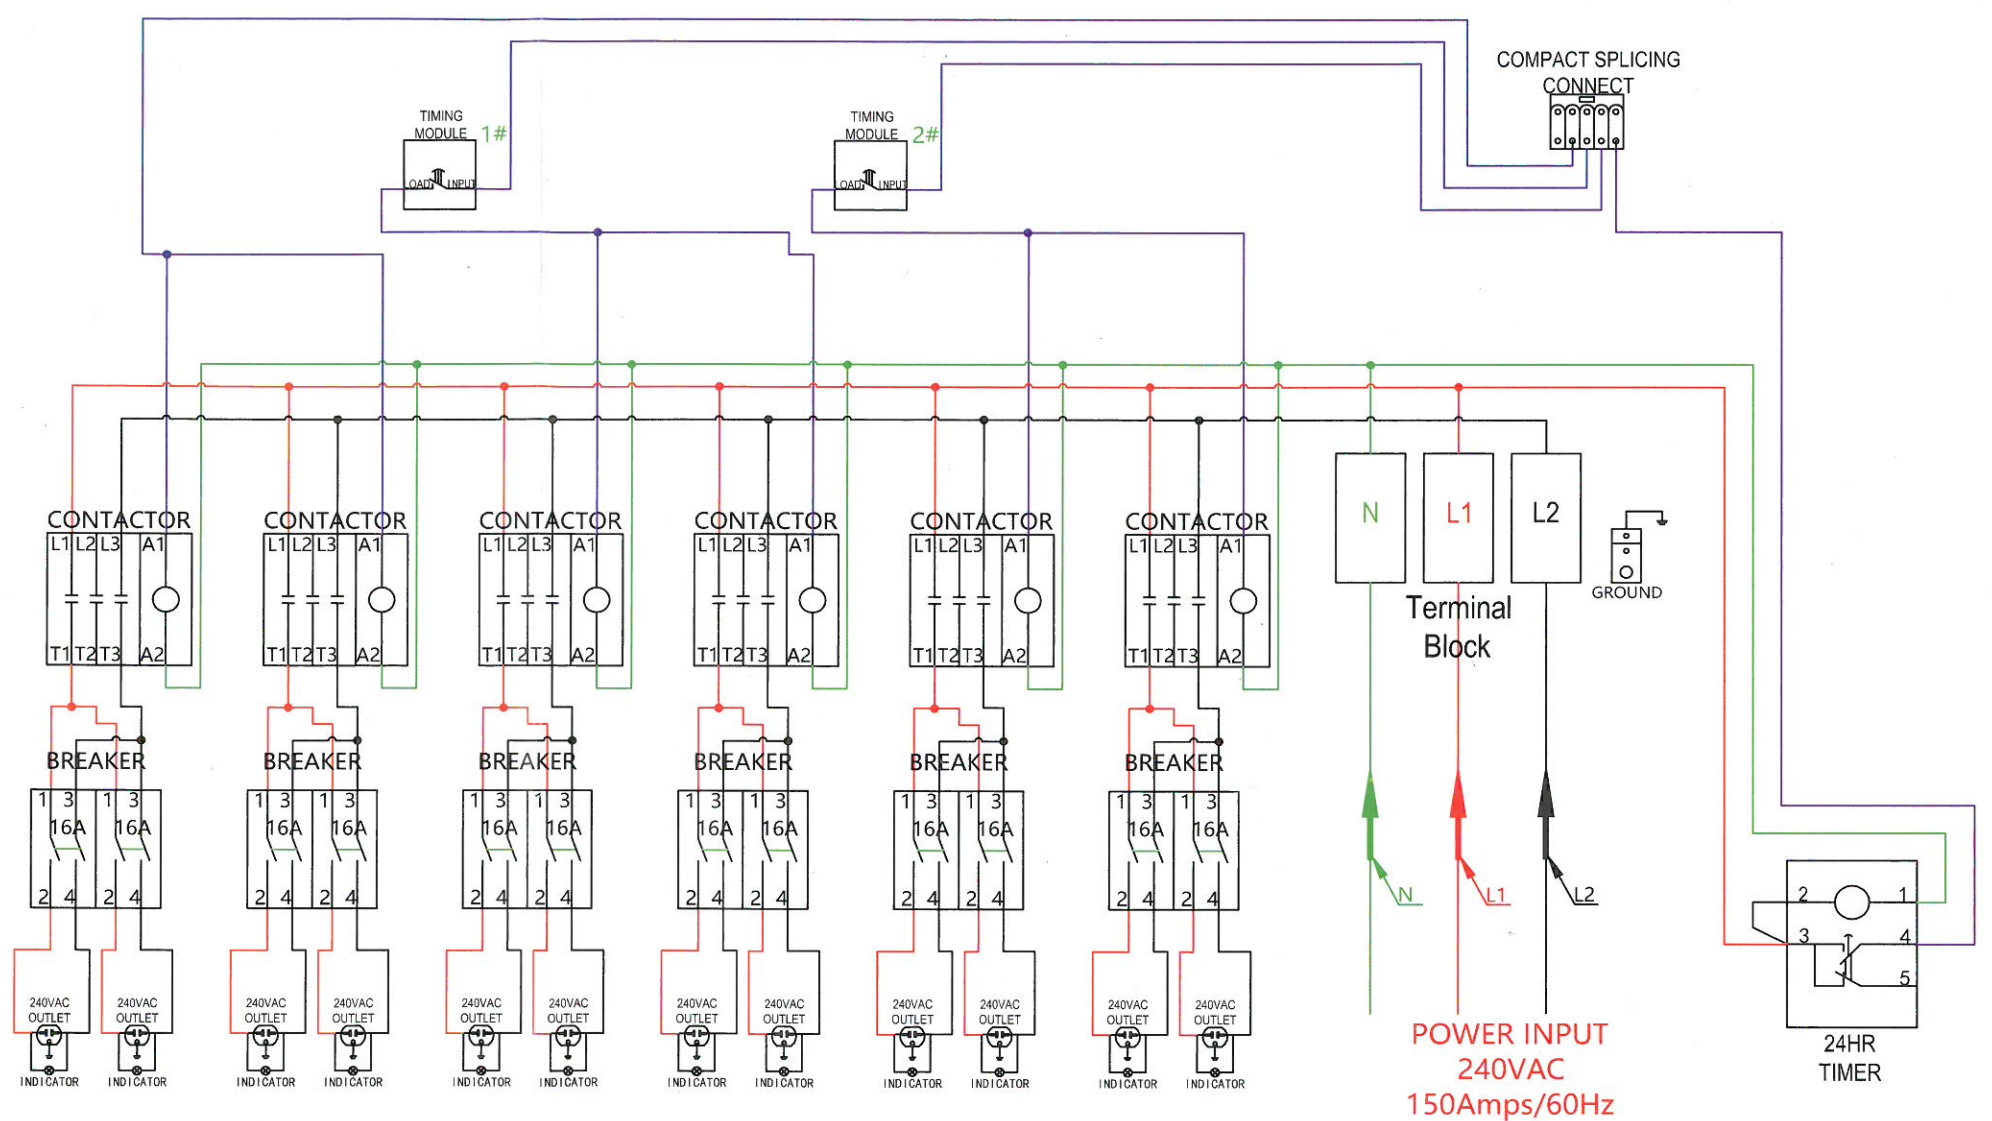 COMPACT SPLICING
CONNECT
TIMING
MODULE 1#
LOAD INPUT
TIMING
MODULE 2#
LOAD INPUT
CONTACTOR CONTACTOR CONTACTOR CONTACTOR CONTACTOR CONTACTOR
L1 L2 L3 A1 L1 L2 L3 A1 L1 L2 L3 A1 L1 L2 L3 A1 L1 L2 L3 A1 L1 L2 L3 A1
T1 T2 T3 A2 T1 T2 T3 A2 T1 T2 T3 A2 T1 T2 T3 A2 T1 T2 T3 A2 T1 T2 T3 A2
N L1 L2
GROUND
Terminal
Block
BREAKER BREAKER BREAKER BREAKER BREAKER BREAKER
1 3 1 3 1 3 1 3 1 3 1 3 1 3 1 3 1 3 1 3 1 3 1 3
16A 16A 16A 16A 16A 16A 16A 16A 16A 16A 16A 16A
2 4 2 4 2 4 2 4 2 4 2 4 2 4 2 4 2 4 2 4 2 4 2 4
N L1 L2
2 1
3 4
5
24HR
TIMER
240VAC 240VAC 240VAC 240VAC 240VAC 240VAC 240VAC 240VAC 240VAC 240VAC 240VAC 240VAC
OUTLET OUTLET OUTLET OUTLET OUTLET OUTLET OUTLET OUTLET OUTLET OUTLET OUTLET OUTLET
INDICATOR INDICATOR INDICATOR INDICATOR INDICATOR INDICATOR INDICATOR INDICATOR INDICATOR INDICATOR INDICATOR INDICATOR
POWER INPUT
240VAC
150Amps/60Hz